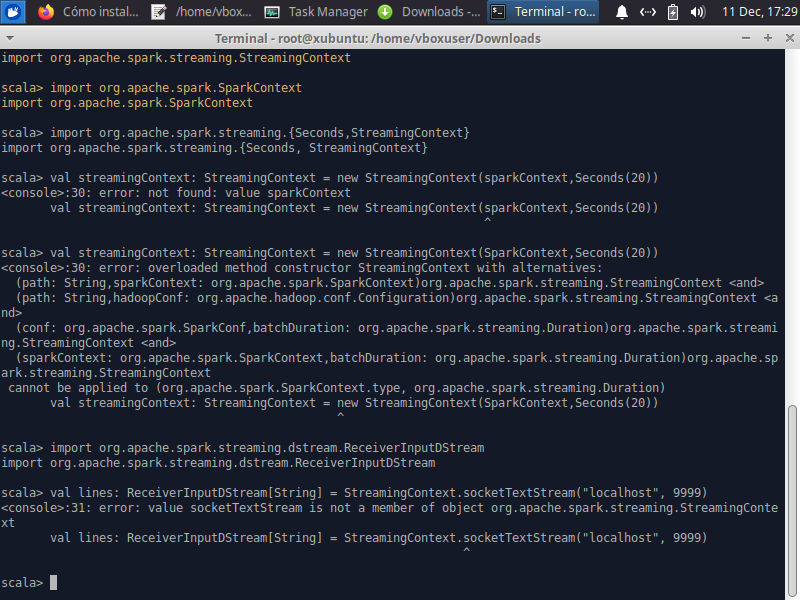 Cómo instal...
/home/vbox...
Task Manager
Downloads -...
Terminal - ro...
11 Dec, 17:29
Terminal - root@xubuntu: /home/vboxuser/Downloads
import org.apache.spark.streaming.StreamingContext
scala> import org.apache.spark.SparkContext
import org.apache.spark.SparkContext
scala> import org.apache.spark.streaming.{Seconds,StreamingContext}
import org.apache.spark.streaming.{Seconds, StreamingContext}
scala> val streamingContext: StreamingContext = new StreamingContext(sparkContext,Seconds(20))
<console>:30: error: not found: value sparkContext
       val streamingContext: StreamingContext = new StreamingContext(sparkContext,Seconds(20))
                                                                     ^
scala> val streamingContext: StreamingContext = new StreamingContext(SparkContext,Seconds(20))
<console>:30: error: overloaded method constructor StreamingContext with alternatives:
  (path: String,sparkContext: org.apache.spark.SparkContext)org.apache.spark.streaming.StreamingContext <and>
  (path: String,hadoopConf: org.apache.hadoop.conf.Configuration)org.apache.spark.streaming.StreamingContext <a
nd>
  (conf: org.apache.spark.SparkConf,batchDuration: org.apache.spark.streaming.Duration)org.apache.spark.streami
ng.StreamingContext <and>
  (sparkContext: org.apache.spark.SparkContext,batchDuration: org.apache.spark.streaming.Duration)org.apache.sp
ark.streaming.StreamingContext
 cannot be applied to (org.apache.spark.SparkContext.type, org.apache.spark.streaming.Duration)
       val streamingContext: StreamingContext = new StreamingContext(SparkContext,Seconds(20))
                                                ^
scala> import org.apache.spark.streaming.dstream.ReceiverInputDStream
import org.apache.spark.streaming.dstream.ReceiverInputDStream
scala> val lines: ReceiverInputDStream[String] = StreamingContext.socketTextStream("localhost", 9999)
<console>:31: error: value socketTextStream is not a member of object org.apache.spark.streaming.StreamingConte
xt
       val lines: ReceiverInputDStream[String] = StreamingContext.socketTextStream("localhost", 9999)
                                                                  ^
scala>